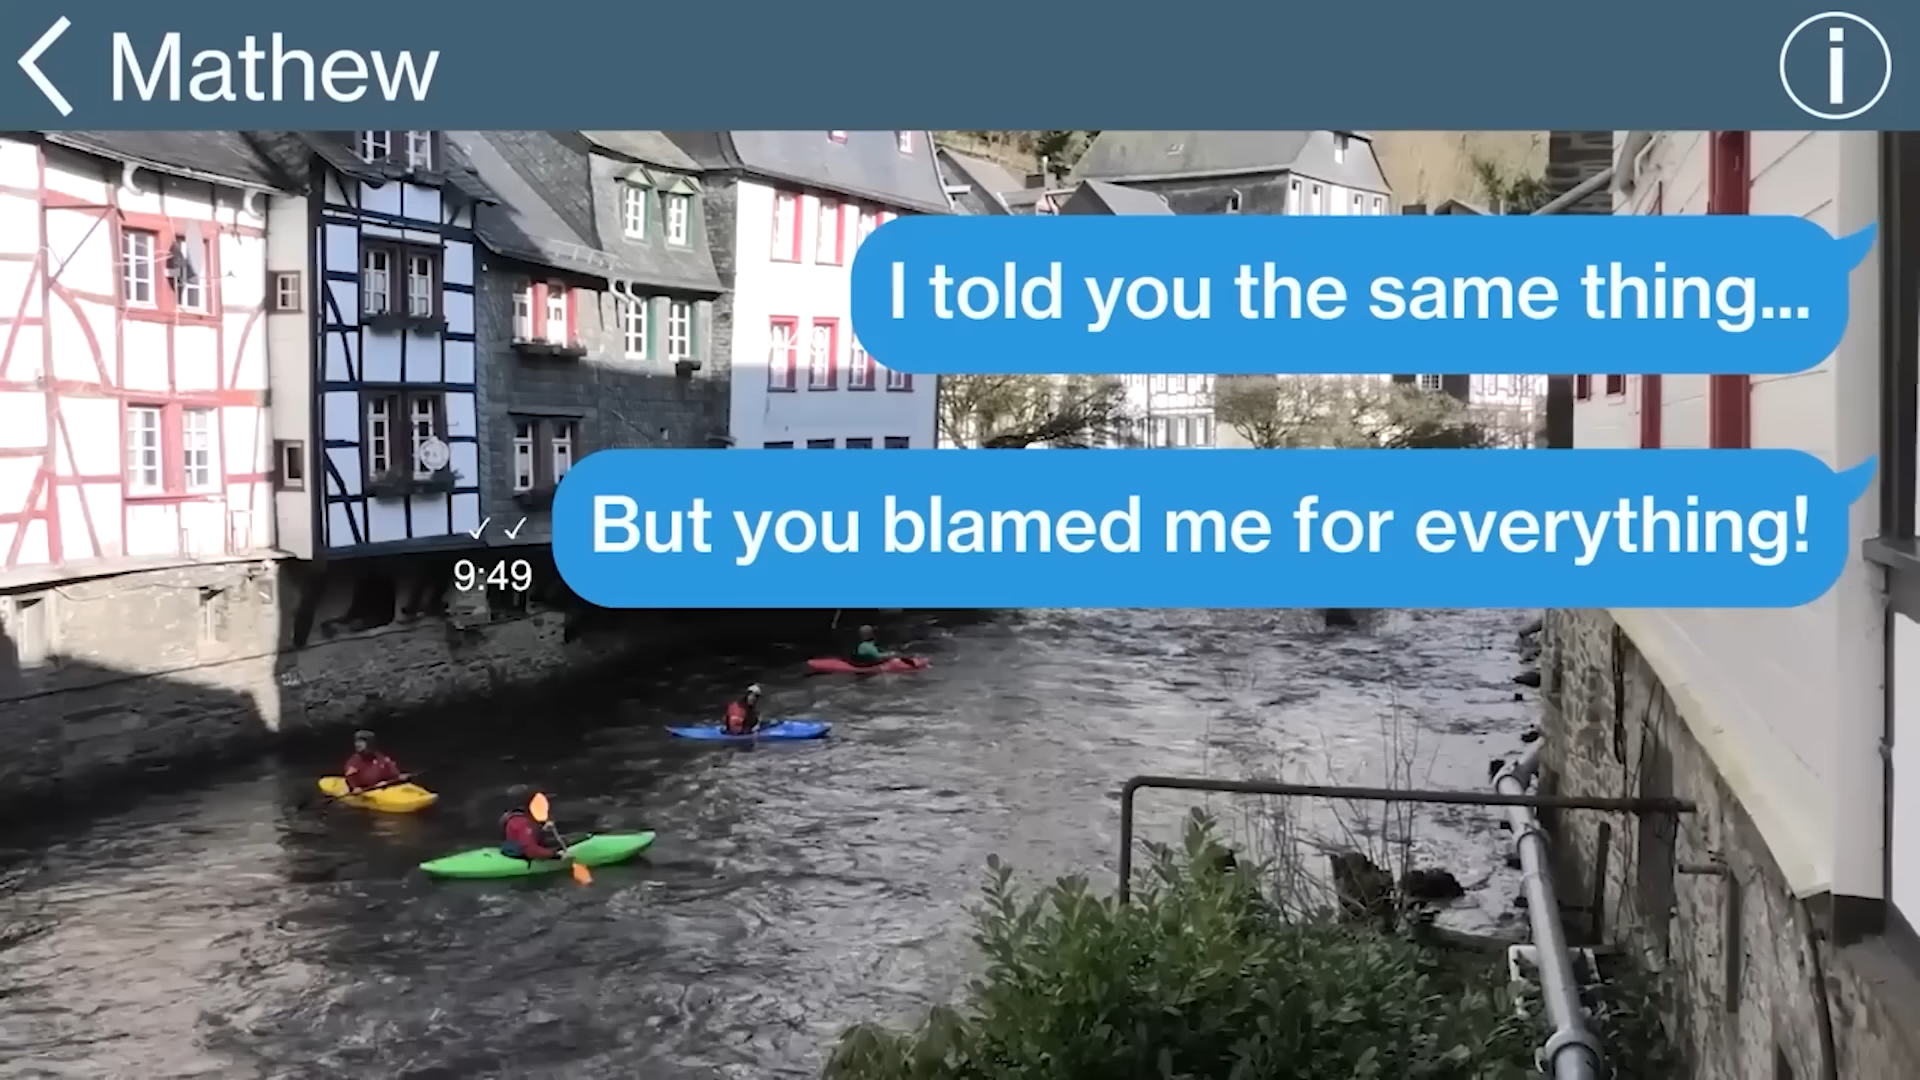 Mathew
I told you the same thing...
But you blamed me for everything!
9:49